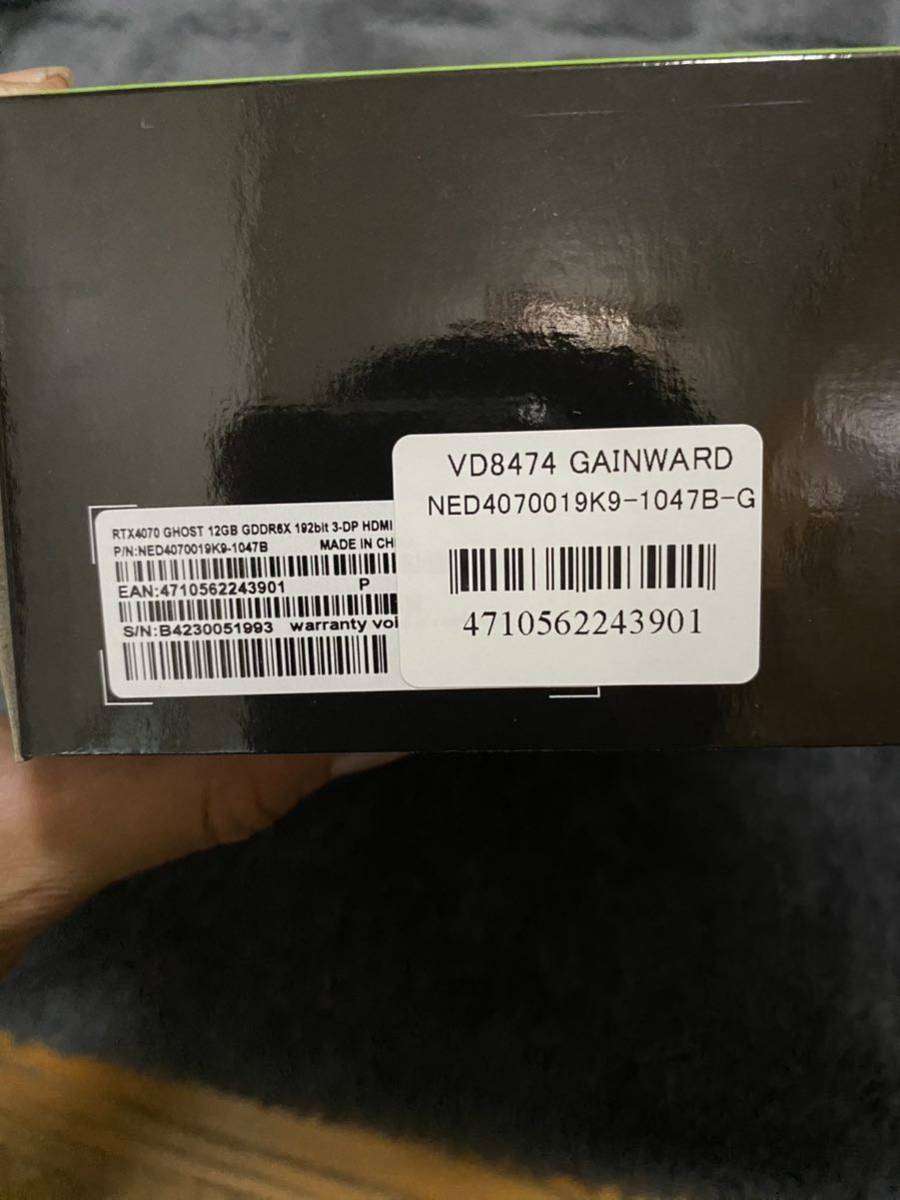 RTX4070 GHOST 12GB GDDR6X 192bit 3-DP HDMI
P/N:NED4070019K9-1047B MADE IN CHI
EAN:4710562243901 P
S/N:B4230051993 warranty voi
VD8474 GAINWARD
NED4070019K9-1047B-G
4710562243901